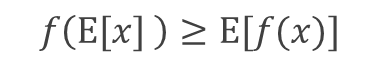 f(E[x] ) ≥ E[f(x)]